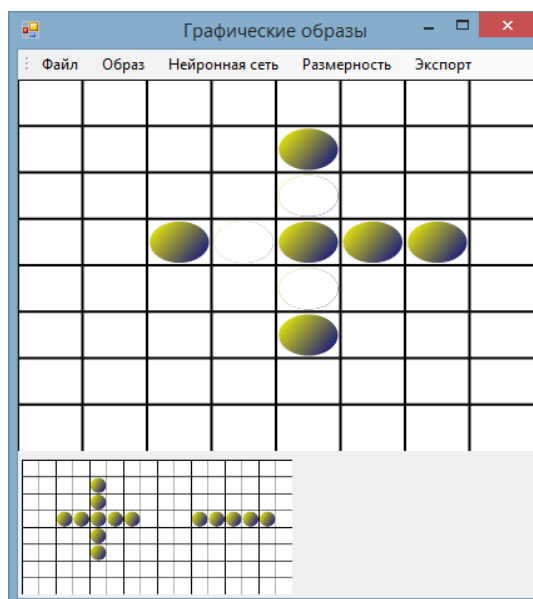 Графические образы
Файл Образ Нейронная сеть Размерность Экспорт